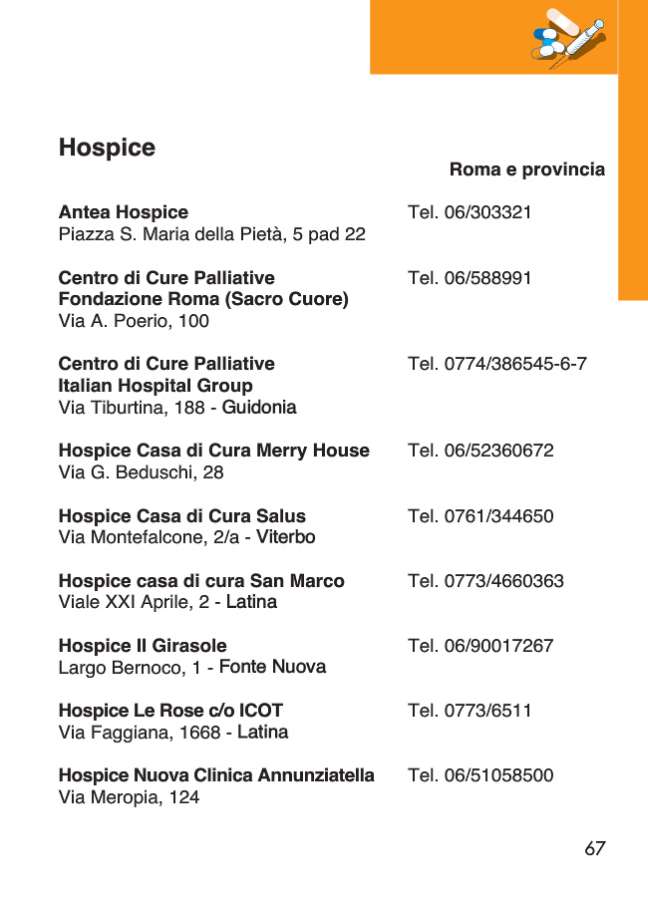 Hospice
Roma e provincia
Antea Hospice Tel. 06/303321
Piazza S. Maria della Pietà, 5 pad 22
Centro di Cure Palliative Tel. 06/588991
Fondazione Roma (Sacro Cuore)
Via A. Poerio, 100
Centro di Cure Palliative Tel. 0774/386545-6-7
Italian Hospital Group
Via Tiburtina, 188 - Guidonia
Hospice Casa di Cura Merry House Tel. 06/52360672
Via G. Beduschi, 28
Hospice Casa di Cura Salus Tel. 0761/344650
Via Montefalcone, 2/a - Viterbo
Hospice casa di cura San Marco Tel. 0773/4660363
Viale XXI Aprile, 2 - Latina
Hospice Il Girasole Tel. 06/90017267
Largo Bernoco, 1 - Fonte Nuova
Hospice Le Rose c/o ICOT Tel. 0773/6511
Via Faggiana, 1668 - Latina
Hospice Nuova Clinica Annunziatella Tel. 06/51058500
Via Meropia, 124
67